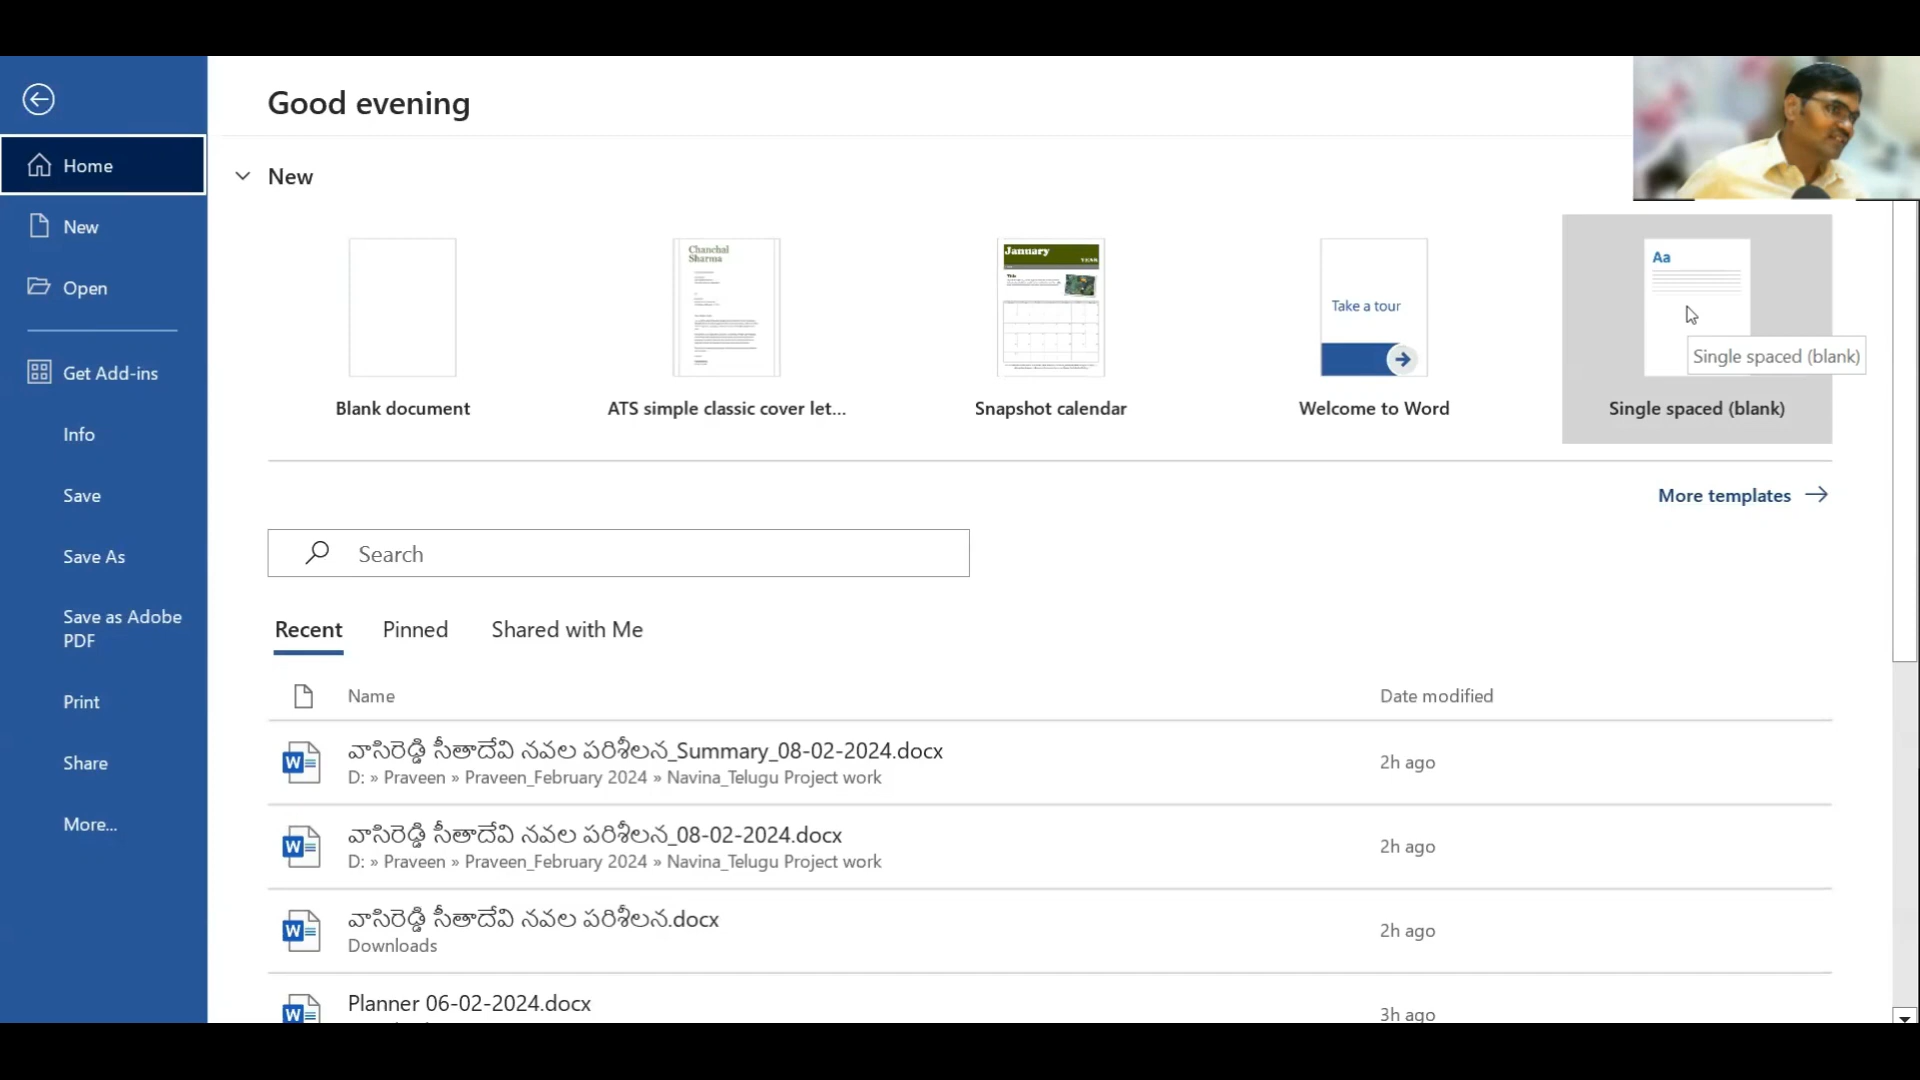 Good evening
Home
New
Open
Get Add-ins
Info
Save
Save As
Save as Adobe
PDF
Print
Share
More...
New
Chanchal
Sharma
January
YEAR
Title
Take a tour
Aa
Single spaced (blank)
Blank document
ATS simple classic cover let...
Snapshot calendar
Welcome to Word
Single spaced (blank)
More templates
Search
Recent Pinned Shared with Me
Name Date modified
వాసిరెడ్డి సీతాదేవి నవల పరిశీలన_Summary_08-02-2024.docx
D: » Praveen » Praveen_February 2024 » Navina_Telugu Project work
2h ago
వాసిరెడ్డి సీతాదేవి నవల పరిశీలన_08-02-2024.docx
D: » Praveen » Praveen_February 2024 » Navina_Telugu Project work
2h ago
వాసిరెడ్డి సీతాదేవి నవల పరిశీలన.docx
Downloads
2h ago
Planner 06-02-2024.docx
3h ago